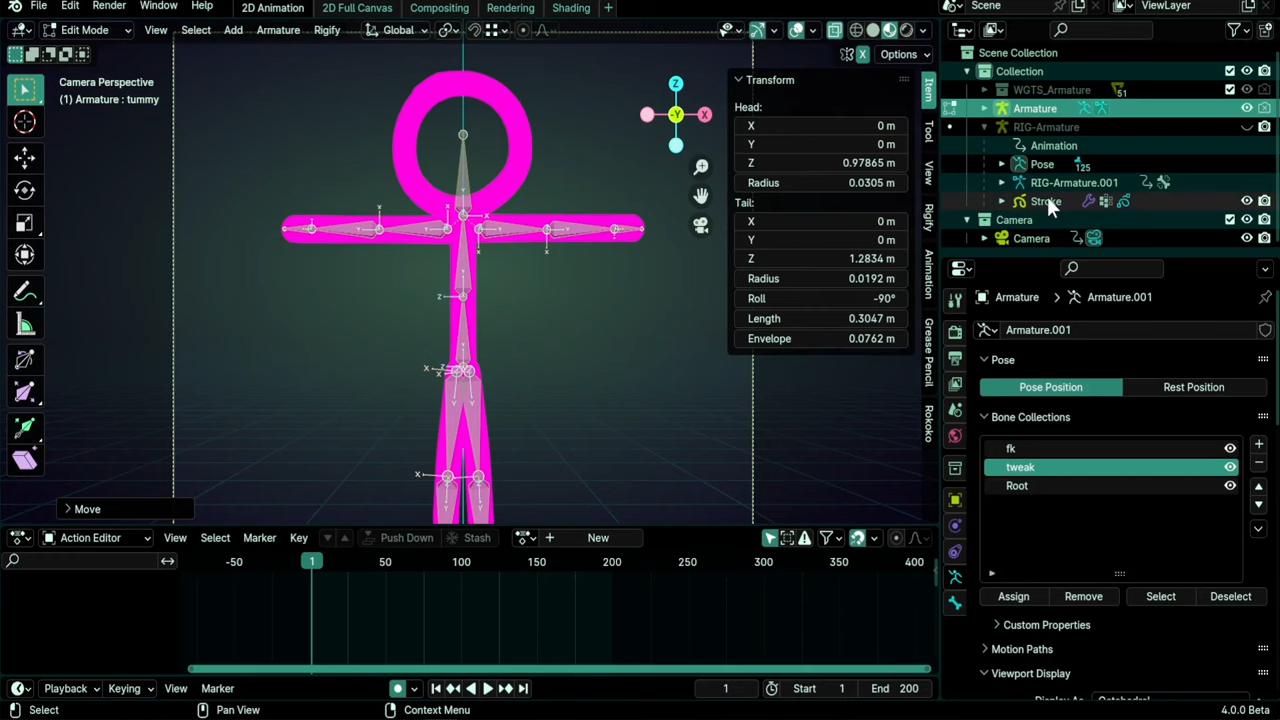 File Edit Render Window Help 2D Animation 2D Full Canvas Compositing Rendering Shading + Scene ViewLayer
Edit Mode View Select Add Armature Rigify Global
X Options
Camera Perspective
(1) Armature : tummy
Z
X
-Y
Transform
Head:
X 0 m
Y 0 m
Z 0.97865 m
Radius 0.0305 m
Tail:
X 0 m
Y 0 m
Z 1.2834 m
Radius 0.0192 m
Roll -90°
Length 0.3047 m
Envelope 0.0762 m
Item
Tool
View
Rigify
Animation
Grease Pencil
Rokoko
Move
Scene Collection
Collection
WGTS_Armature 51
Armature
RIG-Armature
Animation
Pose 125
RIG-Armature.001
Stroke
Camera
Camera
Armature > Armature.001
Armature.001
Pose
Pose Position Rest Position
Bone Collections
fk
tweak
Root
Assign Remove Select Deselect
Custom Properties
Motion Paths
Viewport Display
Action Editor View Select Marker Key Push Down Stash + New
-50 1 50 100 150 200 250 300 350 400
Playback Keying View Marker 1 Start 1 End 200
Select Pan View Context Menu 4.0.0 Beta